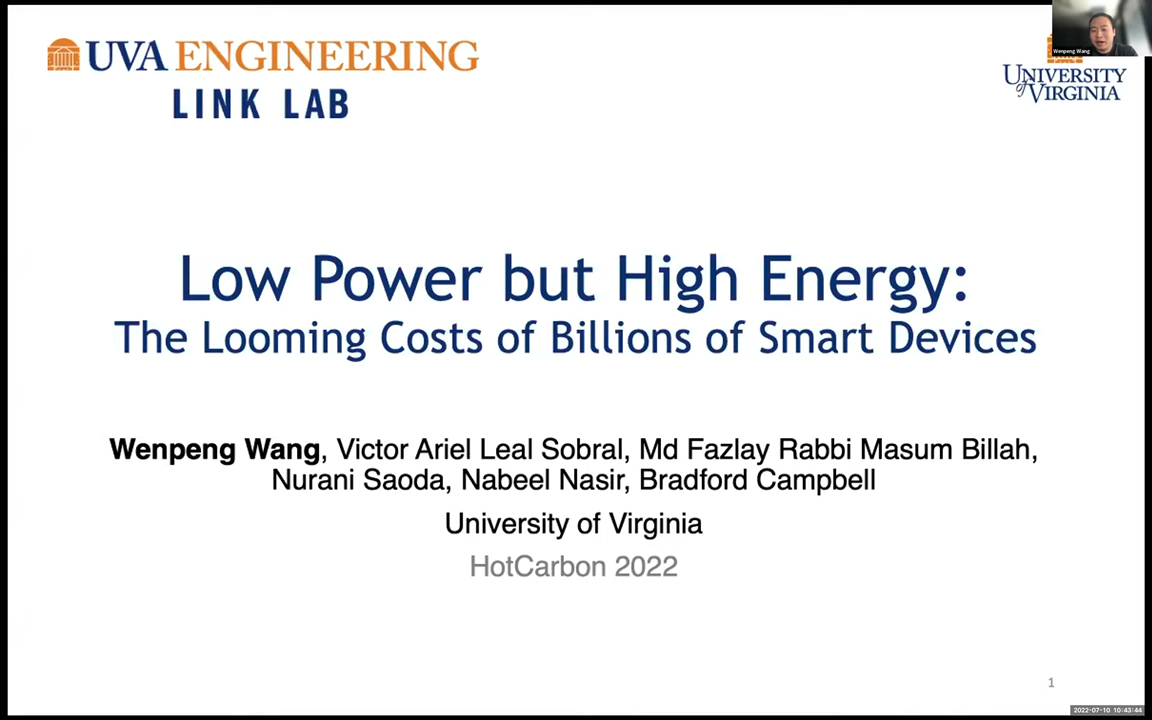 UVA ENGINEERING
LINK LAB
Wenpeng Wang
UNIVERSITY
of VIRGINIA
Low Power but High Energy:
The Looming Costs of Billions of Smart Devices
Wenpeng Wang, Victor Ariel Leal Sobral, Md Fazlay Rabbi Masum Billah,
Nurani Saoda, Nabeel Nasir, Bradford Campbell
University of Virginia
HotCarbon 2022
1
2022-07-10 10:43:44